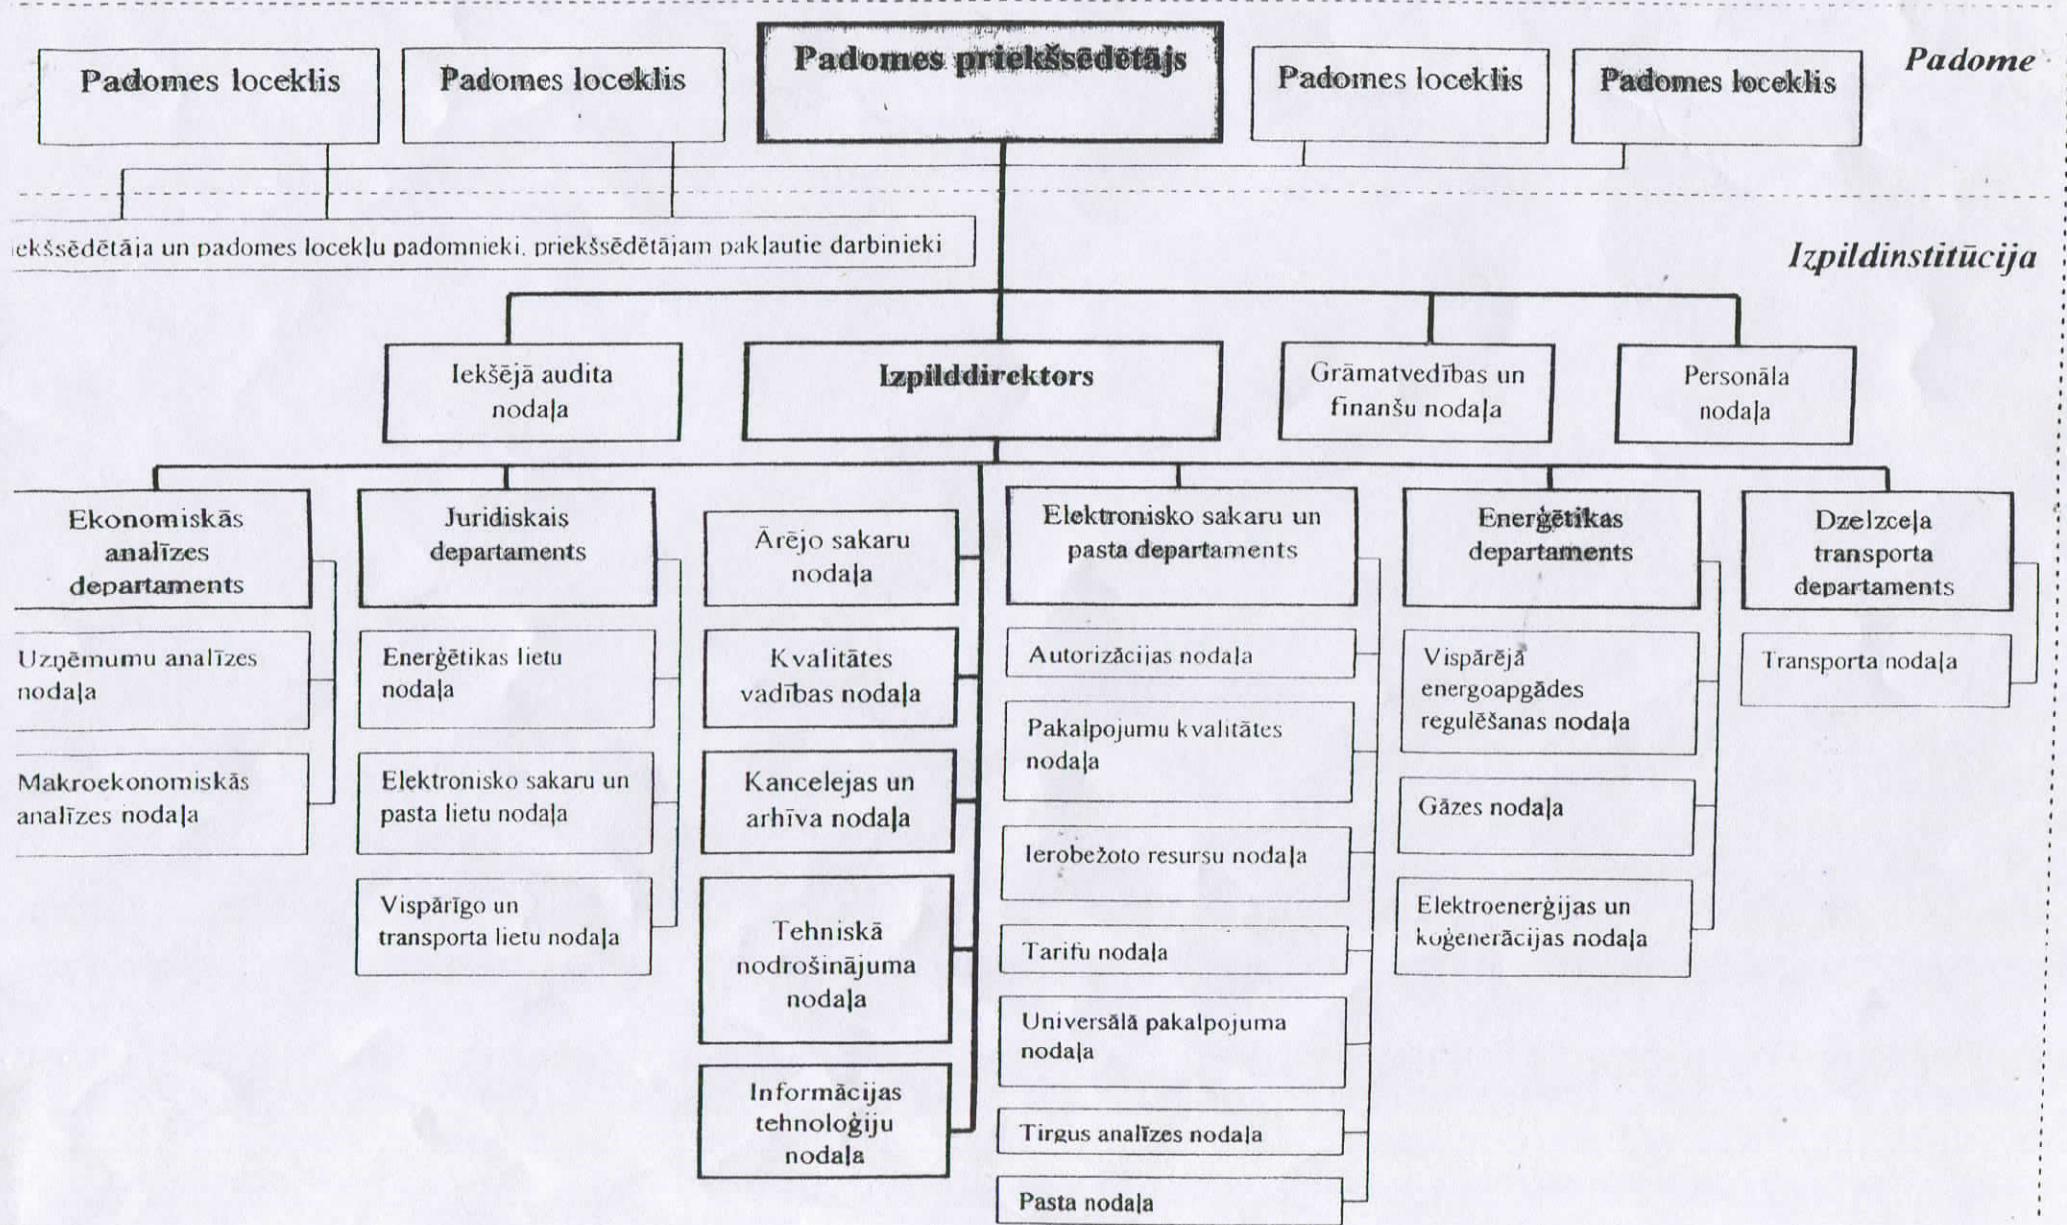 Padome
Padomes loceklis
Padomes loceklis
Padomes priekšsēdētājs
Padomes loceklis
Padomes loceklis
un padomes locekļu padomnieki, priekšsēdētājam pakļautie darbinieki
Izpildinstitūcija
Iekšējā audita
nodaļa
Izpilddirektors
Grāmatvedības un
finanšu nodaļa
Personāla
nodaļa
Ekonomiskās
analīzes
departaments
Uzņēmumu analīzes
nodaļa
Makroekonomiskās
analīzes nodaļa
Juridiskais
departaments
Enerģētikas lietu
nodaļa
Elektronisko sakaru un
pasta lietu nodaļa
Vispārīgo un
transporta lietu nodaļa
Ārējo sakaru
nodaļa
Kvalitātes
vadības nodaļa
Kancelejas un
arhīva nodaļa
Tehniskā
nodrošinājuma
nodaļa
Informācijas
tehnoloģiju
nodaļa
Elektronisko sakaru un
pasta departaments
Autorizācijas nodaļa
Pakalpojumu kvalitātes
nodaļa
Ierobežoto resursu nodaļa
Tarifu nodaļa
Universālā pakalpojuma
nodaļa
Tirgus analīzes nodaļa
Pasta nodaļa
Enerģētikas
departaments
Vispārējā
energoapgādes
regulēšanas nodaļa
Gāzes nodaļa
Elektroenerģijas un
koģenerācijas nodaļa
Dzelzceļa
transporta
departaments
Transporta nodaļa